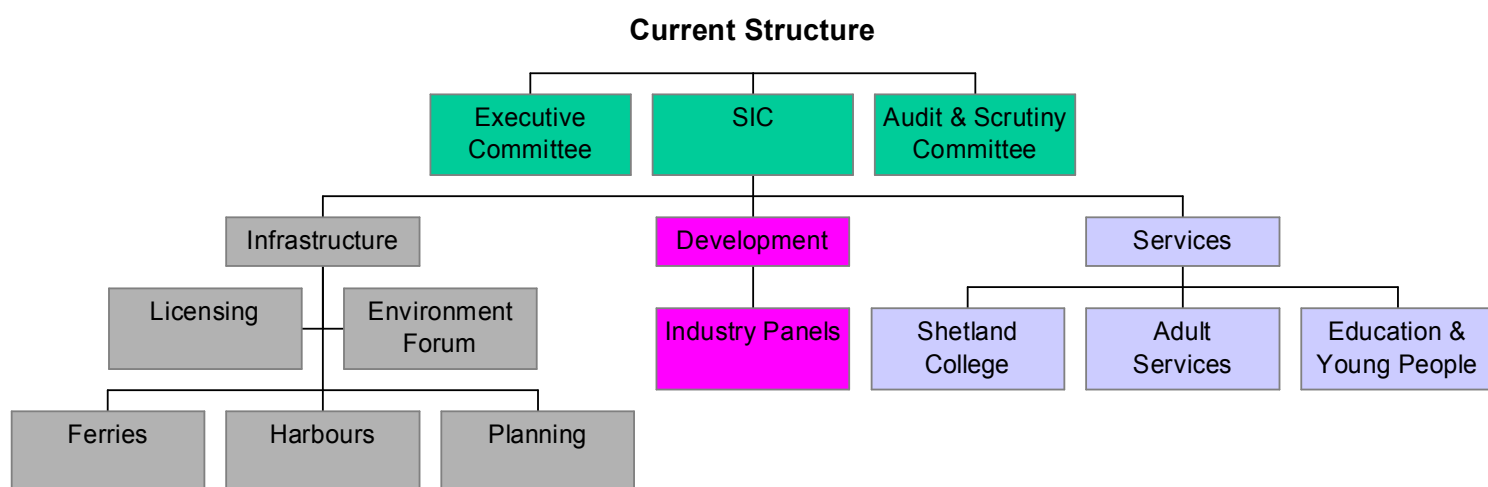 Current Structure
Executive
Committee
SIC
Audit & Scrutiny
Committee
Infrastructure
Development
Services
Licensing
Environment
Forum
Industry Panels
Shetland
College
Adult
Services
Education &
Young People
Ferries
Harbours
Planning